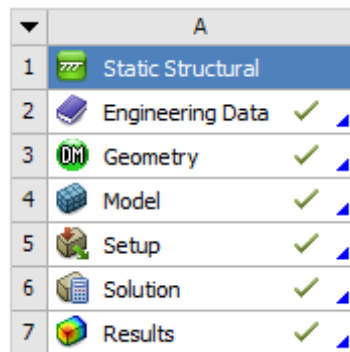 A
1 Static Structural
2 Engineering Data
3 DM Geometry
4 Model
5 Setup
6 Solution
7 Results